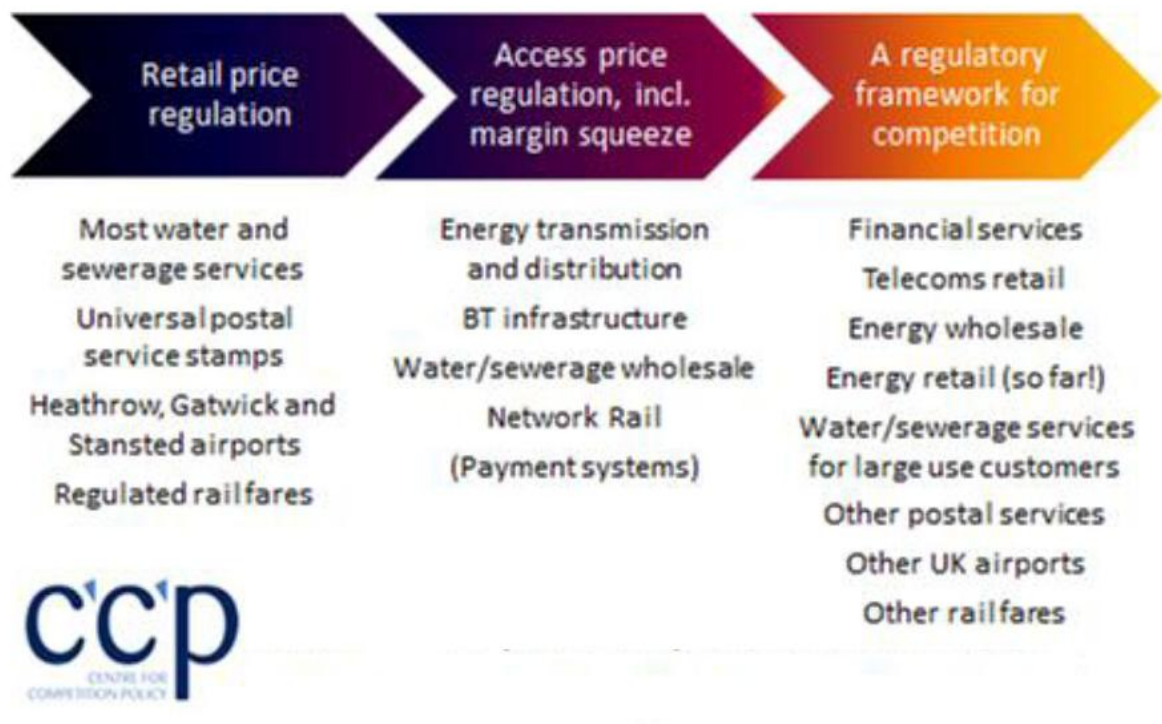 Retail price
regulation
Access price
regulation, incl.
margin squeeze
A regulatory
framework for
competition
Most water and
sewerage services
Universal postal
service stamps
Heathrow, Gatwick and
Stansted airports
Regulated rail fares
Energy transmission
and distribution
BT infrastructure
Water/sewerage wholesale
Network Rail
(Payment systems)
Financial services
Telecoms retail
Energy wholesale
Energy retail (so far!)
Water/sewerage services
for large use customers
Other postal services
Other UK airports
Other rail fares
ccp
CENTRE FOR
COMPETITION POLICY